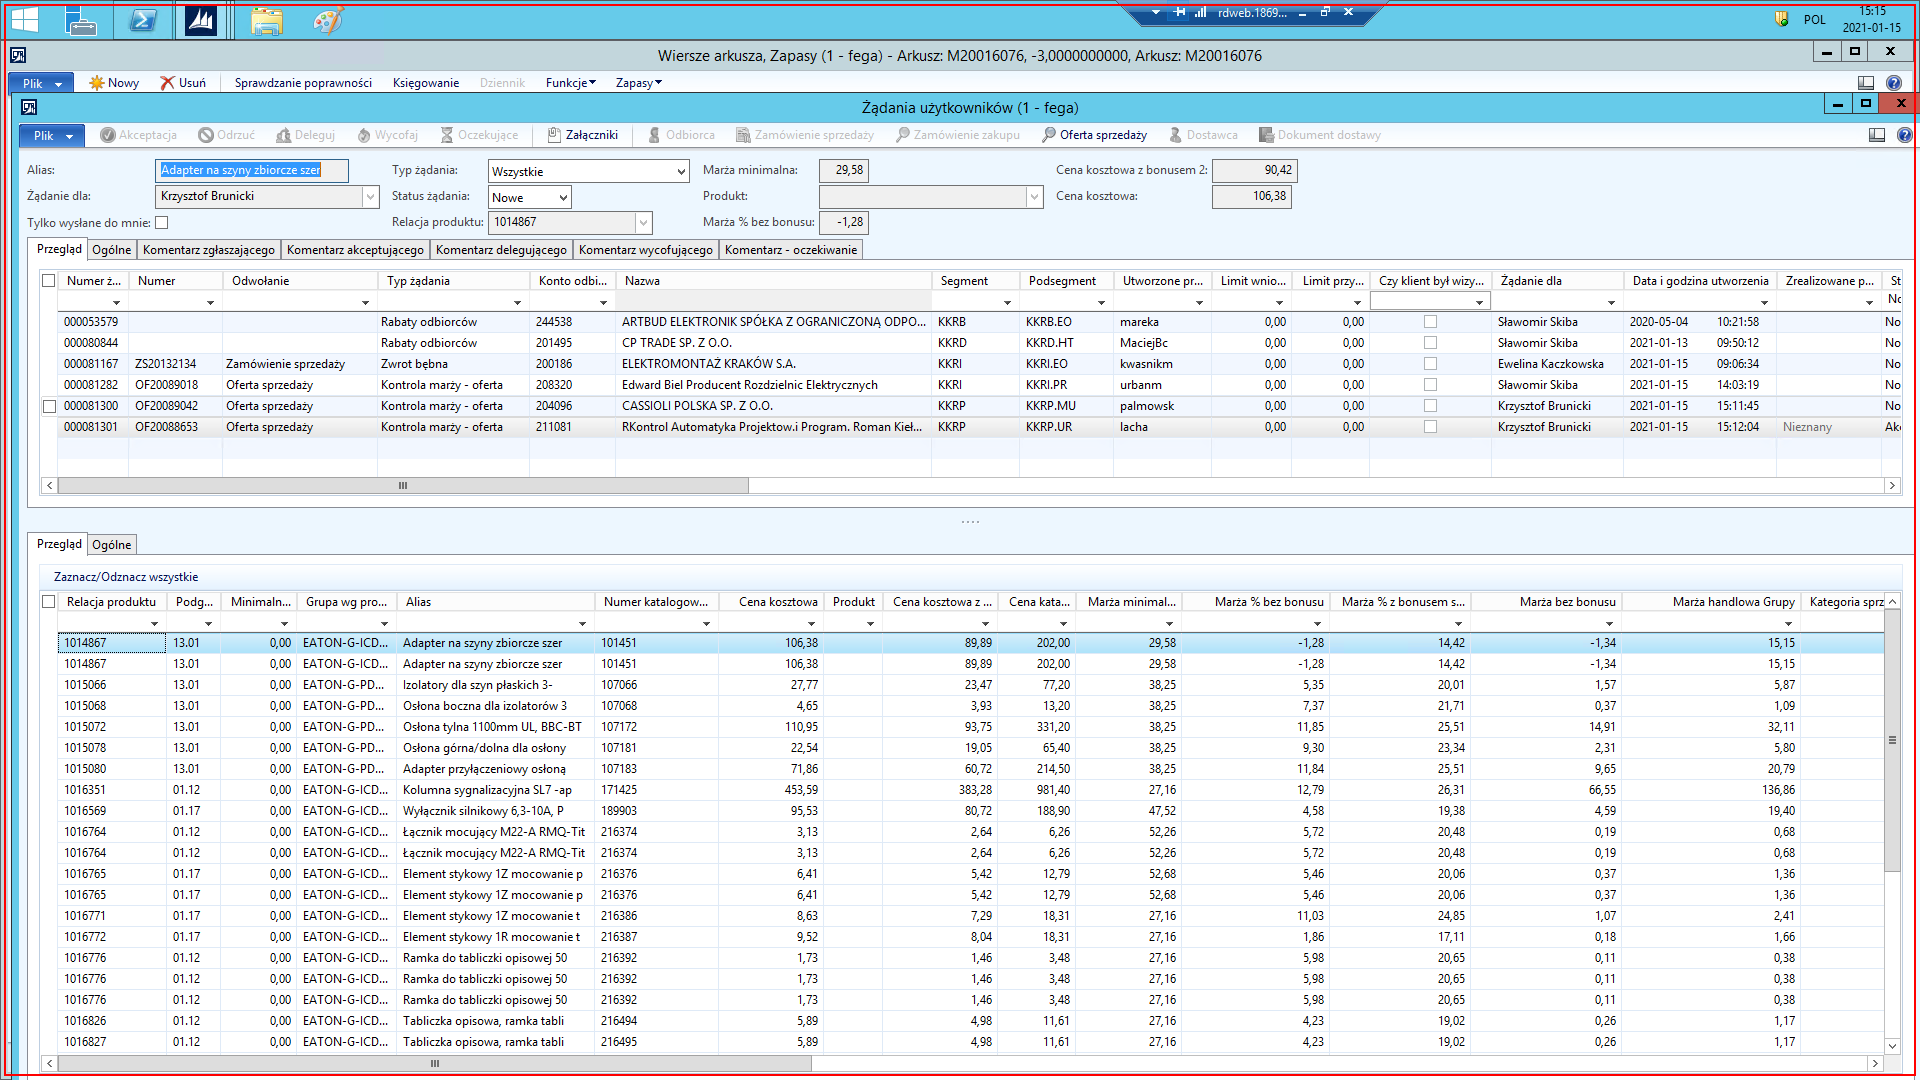 rdweb.1869...
POL
15:15
2021-01-15
Wiersze arkusza, Zapasy (1 - fega) - Arkusz: M20016076, -3,0000000000, Arkusz: M20016076
Plik Nowy Usuń Sprawdzanie poprawności Księgowanie Dziennik Funkcje Zapasy
Żądania użytkowników (1 - fega)
Plik Akceptacja Odrzuć Deleguj Wycofaj Oczekujące Załączniki Odbiorca Zamówienie sprzedaży Zamówienie zakupu Oferta sprzedaży Dostawca Dokument dostawy
Alias: Adapter na szyny zbiorcze szer Typ żądania: Wszystkie Marża minimalna: 29,58 Cena kosztowa z bonusem 2: 90,42
Żądanie dla: Krzysztof Brunicki Status żądania: Nowe Produkt: Cena kosztowa: 106,38
Tylko wysłane do mnie: Relacja produktu: 1014867 Marża % bez bonusu: -1,28
Przegląd Ogólne Komentarz zgłaszającego Komentarz akceptującego Komentarz delegującego Komentarz wycofującego Komentarz - oczekiwanie
Numer ż... Numer Odwołanie Typ żądania Konto odbi... Nazwa Segment Podsegment Utworzone pr... Limit wnio... Limit przy... Czy klient był wizy... Żądanie dla Data i godzina utworzenia Zrealizowane p... St
No
000053579 Rabaty odbiorców 244538 ARTBUD ELEKTRONIK SPÓŁKA Z OGRANICZONĄ ODPO... KKRB KKRB.EO mareka 0,00 0,00 Sławomir Skiba 2020-05-04 10:21:58 No
000080844 Rabaty odbiorców 201495 CP TRADE SP. Z O.O. KKRD KKRD.HT MaciejBc 0,00 0,00 Sławomir Skiba 2021-01-13 09:50:12 No
000081167 ZS20132134 Zamówienie sprzedaży Zwrot bębna 200186 ELEKTROMONTAŻ KRAKÓW S.A. KKRI KKRI.EO kwasnikm 0,00 0,00 Ewelina Kaczkowska 2021-01-15 09:06:34 No
000081282 OF20089018 Oferta sprzedaży Kontrola marży - oferta 208320 Edward Biel Producent Rozdzielnic Elektrycznych KKRI KKRI.PR urbanm 0,00 0,00 Sławomir Skiba 2021-01-15 14:03:19 No
000081300 OF20089042 Oferta sprzedaży Kontrola marży - oferta 204096 CASSIOLI POLSKA SP. Z O.O. KKRP KKRP.MU palmowsk 0,00 0,00 Krzysztof Brunicki 2021-01-15 15:11:45 No
000081301 OF20088653 Oferta sprzedaży Kontrola marży - oferta 211081 RKontrol Automatyka Projektow.i Program. Roman Kieł... KKRP KKRP.UR lacha 0,00 0,00 Krzysztof Brunicki 2021-01-15 15:12:04 Nieznany Ak
Przegląd Ogólne
Zaznacz/Odznacz wszystkie
Relacja produktu Podg... Minimaln... Grupa wg pro... Alias Numer katalogow... Cena kosztowa Produkt Cena kosztowa z ... Cena kata... Marża minimal... Marża % bez bonusu Marża % z bonusem s... Marża bez bonusu Marża handlowa Grupy Kategoria sprz
1014867 13.01 0,00 EATON-G-ICD... Adapter na szyny zbiorcze szer 101451 106,38 89,89 202,00 29,58 -1,28 14,42 -1,34 15,15
1014867 13.01 0,00 EATON-G-ICD... Adapter na szyny zbiorcze szer 101451 106,38 89,89 202,00 29,58 -1,28 14,42 -1,34 15,15
1015066 13.01 0,00 EATON-G-PD... Izolatory dla szyn płaskich 3- 107066 27,77 23,47 77,20 38,25 5,35 20,01 1,57 5,87
1015068 13.01 0,00 EATON-G-PD... Osłona boczna dla izolatorów 3 107068 4,65 3,93 13,20 38,25 7,37 21,71 0,37 1,09
1015072 13.01 0,00 EATON-G-PD... Osłona tylna 1100mm UL, BBC-BT 107172 110,95 93,75 331,20 38,25 11,85 25,51 14,91 32,11
1015078 13.01 0,00 EATON-G-PD... Osłona górna/dolna dla osłony 107181 22,54 19,05 65,40 38,25 9,30 23,34 2,31 5,80
1015080 13.01 0,00 EATON-G-PD... Adapter przyłączeniowy osłoną 107183 71,86 60,72 214,50 38,25 11,84 25,51 9,65 20,79
1016351 01.12 0,00 EATON-G-ICD... Kolumna sygnalizacyjna SL7 -ap 171425 453,59 383,28 981,40 27,16 12,79 26,31 66,55 136,86
1016569 01.17 0,00 EATON-G-ICD... Wyłącznik silnikowy 6,3-10A, P 189903 95,53 80,72 188,90 47,52 4,58 19,38 4,59 19,40
1016764 01.12 0,00 EATON-G-ICD... Łącznik mocujący M22-A RMQ-Tit 216374 3,13 2,64 6,26 52,26 5,72 20,48 0,19 0,68
1016764 01.12 0,00 EATON-G-ICD... Łącznik mocujący M22-A RMQ-Tit 216374 3,13 2,64 6,26 52,26 5,72 20,48 0,19 0,68
1016765 01.17 0,00 EATON-G-ICD... Element stykowy 1Z mocowanie p 216376 6,41 5,42 12,79 52,68 5,46 20,06 0,37 1,36
1016765 01.17 0,00 EATON-G-ICD... Element stykowy 1Z mocowanie p 216376 6,41 5,42 12,79 52,68 5,46 20,06 0,37 1,36
1016771 01.17 0,00 EATON-G-ICD... Element stykowy 1Z mocowanie t 216386 8,63 7,29 18,31 27,16 11,03 24,85 1,07 2,41
1016772 01.17 0,00 EATON-G-ICD... Element stykowy 1R mocowanie t 216387 9,52 8,04 18,31 27,16 1,86 17,11 0,18 1,66
1016776 01.12 0,00 EATON-G-ICD... Ramka do tabliczki opisowej 50 216392 1,73 1,46 3,48 27,16 5,98 20,65 0,11 0,38
1016776 01.12 0,00 EATON-G-ICD... Ramka do tabliczki opisowej 50 216392 1,73 1,46 3,48 27,16 5,98 20,65 0,11 0,38
1016776 01.12 0,00 EATON-G-ICD... Ramka do tabliczki opisowej 50 216392 1,73 1,46 3,48 27,16 5,98 20,65 0,11 0,38
1016826 01.12 0,00 EATON-G-ICD... Tabliczka opisowa, ramka tabli 216494 5,89 4,98 11,61 27,16 4,23 19,02 0,26 1,17
1016827 01.12 0,00 EATON-G-ICD... Tabliczka opisowa, ramka tabli 216495 5,89 4,98 11,61 27,16 4,23 19,02 0,26 1,17